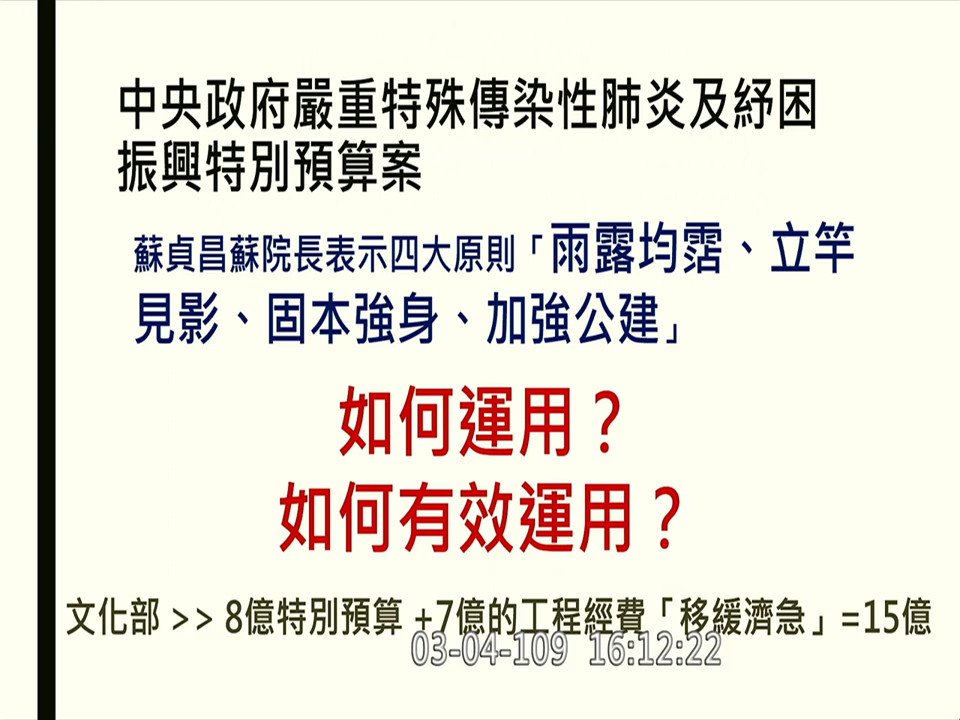 中央政府嚴重特殊傳染性肺炎及紓困
振興特別預算案
蘇貞昌蘇院長表示四大原則「雨露均霑、立竿
見影、固本強身、加強公建」
如何運用？
如何有效運用？
文化部 >> 8億特別預算 +7億的工程經費「移緩濟急」=15億
03-04-109 16:12:22